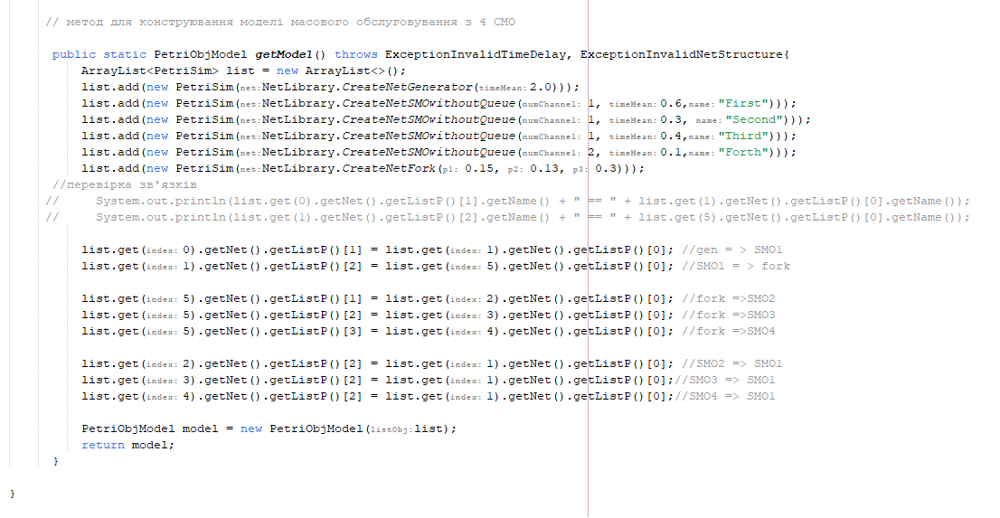 // метод для конструювання моделі масового обслуговування з 4 СМО
public static PetriObjModel getModel() throws ExceptionInvalidTimeDelay, ExceptionInvalidNetStructure{
ArrayList<PetriSim> list = new ArrayList<>();
list.add(new PetriSim(net:NetLibrary.CreateNetGenerator(timeMean:2.0)));
list.add(new PetriSim(net:NetLibrary.CreateNetSMOwithoutQueue(numChannel: 1, timeMean:0.6,name:"First")));
list.add(new PetriSim(net:NetLibrary.CreateNetSMOwithoutQueue(numChannel: 1, timeMean:0.3, name:"Second")));
list.add(new PetriSim(net:NetLibrary.CreateNetSMOwithoutQueue(numChannel: 1, timeMean:0.4,name:"Third")));
list.add(new PetriSim(net:NetLibrary.CreateNetSMOwithoutQueue(numChannel: 2, timeMean:0.1,name:"Forth")));
list.add(new PetriSim(net:NetLibrary.CreateNetFork(p1: 0.15, p2: 0.13, p3: 0.3)));
//перевірка зв'язків
// System.out.println(list.get(0).getNet().getListP()[1].getName() + " == " + list.get(1).getNet().getListP()[0].getName());
// System.out.println(list.get(1).getNet().getListP()[2].getName() + " == " + list.get(5).getNet().getListP()[0].getName());
list.get(index: 0).getNet().getListP()[1] = list.get(index: 1).getNet().getListP()[0]; //gen = > SMO1
list.get(index: 1).getNet().getListP()[2] = list.get(index: 5).getNet().getListP()[0]; //SMO1 = > fork
list.get(index: 5).getNet().getListP()[1] = list.get(index: 2).getNet().getListP()[0]; //fork =>SMO2
list.get(index: 5).getNet().getListP()[2] = list.get(index: 3).getNet().getListP()[0]; //fork =>SMO3
list.get(index: 5).getNet().getListP()[3] = list.get(index: 4).getNet().getListP()[0]; //fork =>SMO4
list.get(index: 2).getNet().getListP()[2] = list.get(index: 1).getNet().getListP()[0]; //SMO2 => SMO1
list.get(index: 3).getNet().getListP()[2] = list.get(index: 1).getNet().getListP()[0];//SMO3 => SMO1
list.get(index: 4).getNet().getListP()[2] = list.get(index: 1).getNet().getListP()[0];//SMO4 => SMO1
PetriObjModel model = new PetriObjModel(listObj:list);
return model;
}
}